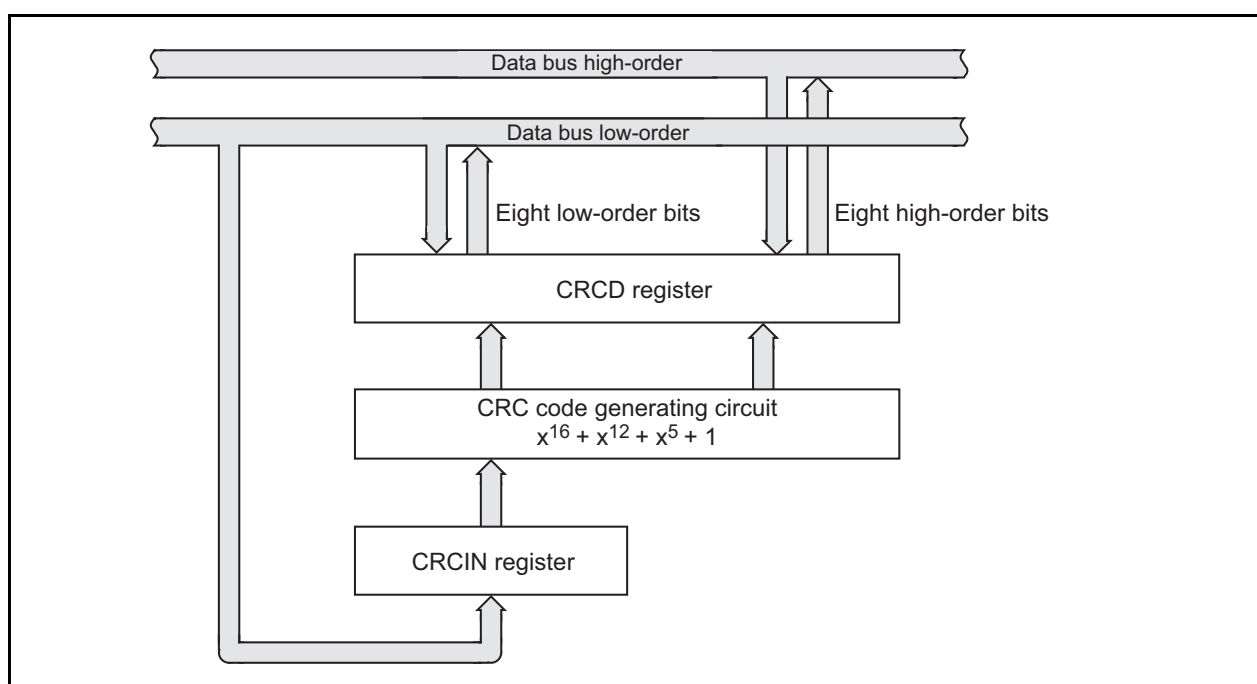 Data bus high-order
Data bus low-order
Eight low-order bits
Eight high-order bits
CRCD register
CRC code generating circuit
x¹⁶ + x¹² + x⁵ + 1
CRCIN register